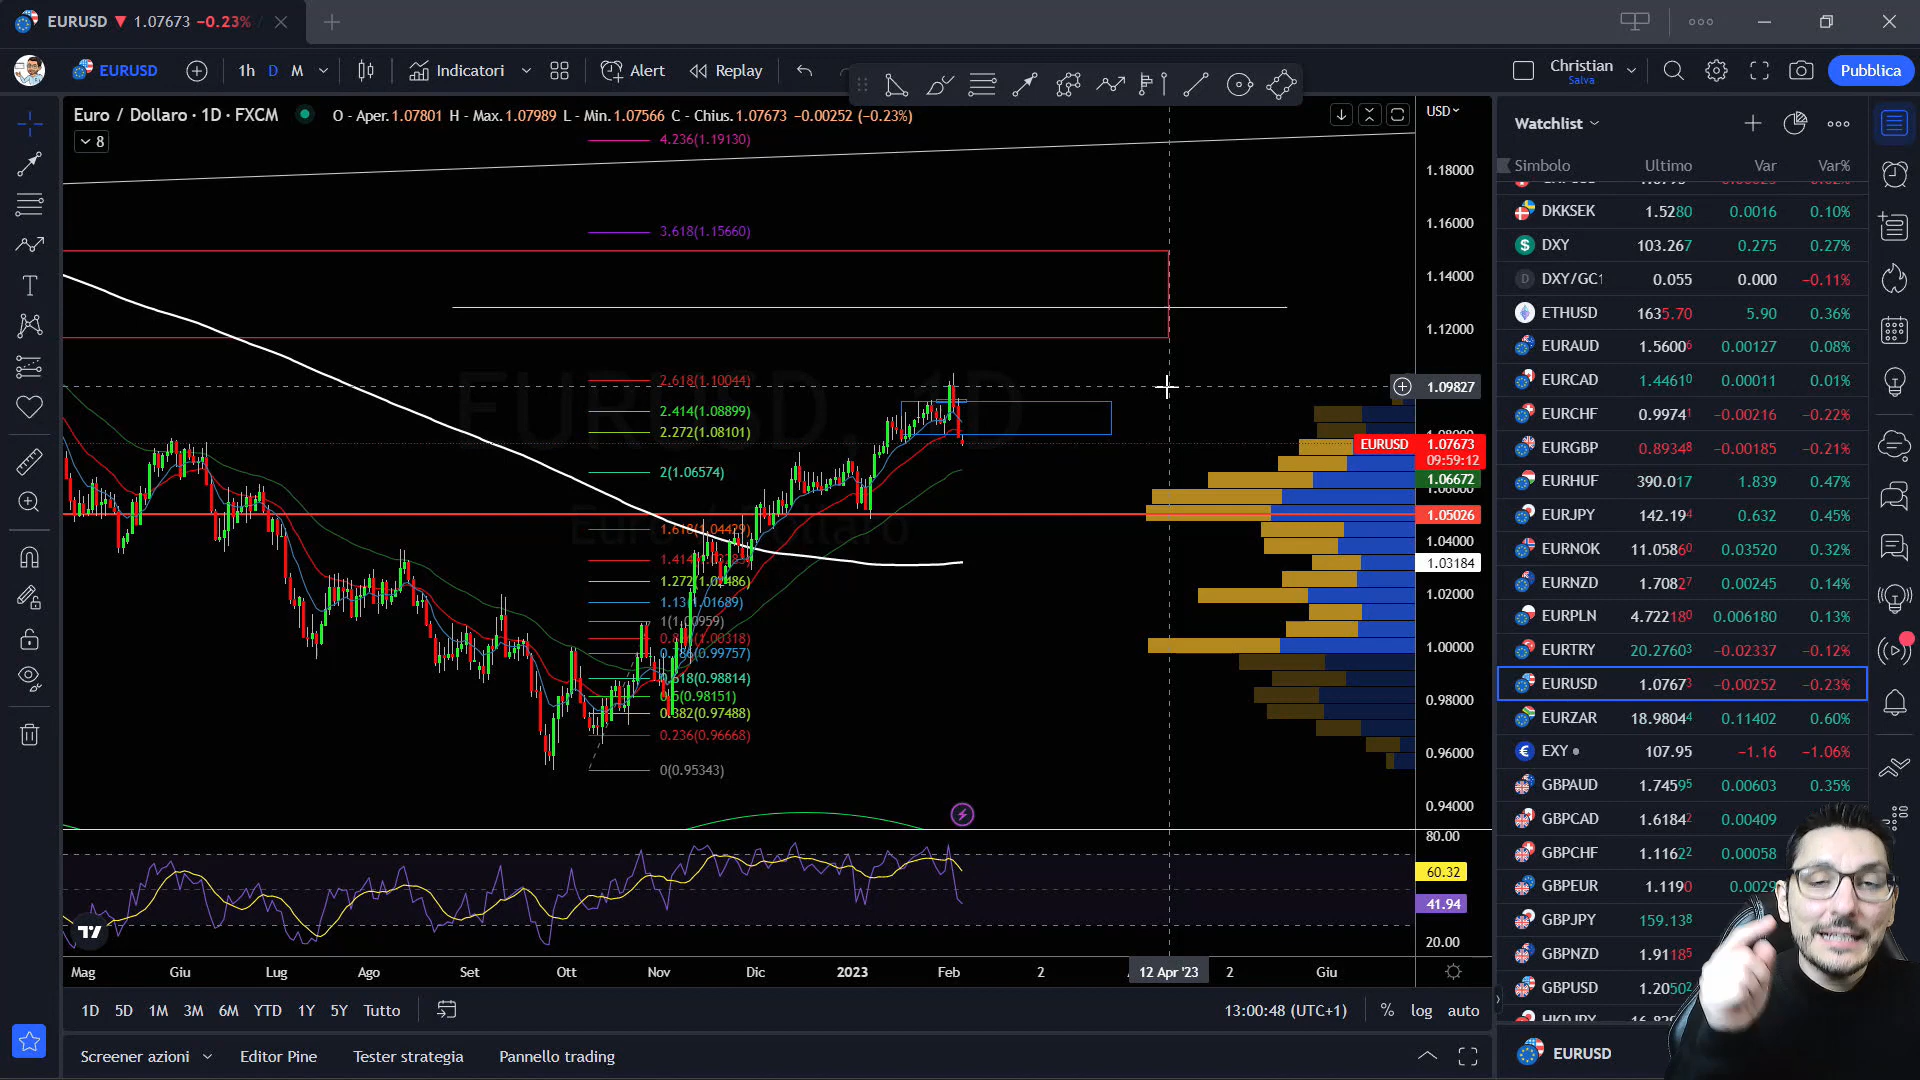 EURUSD ▼ 1.07673 −0.23%
EURUSD
1h D M
Indicatori
Alert
Replay
Christian
Salva
Pubblica
Euro / Dollaro · 1D · FXCM
O - Aper. 1.07801 H - Max. 1.07989 L - Min. 1.07566 C - Chius. 1.07673 −0.00252 (−0.23%)
8
USD
4.236(1.19130)
3.618(1.15660)
2.618(1.10044)
2.414(1.08899)
2.272(1.08101)
2(1.06574)
1.618(1.04429)
1.272(1.02486)
1.13(1.01689)
1(1.00959)
0.786(0.99757)
0.618(0.98814)
0.5(0.98151)
0.382(0.97488)
0.236(0.96668)
0(0.95343)
EURUSD, 1D
Euro / Dollaro
1.18000
1.16000
1.14000
1.12000
1.09827
EURUSD 1.07673
09:59:12
1.06672
1.05026
1.04000
1.03184
1.02000
1.00000
0.98000
0.96000
0.94000
80.00
60.32
41.94
20.00
Mag Giu Lug Ago Set Ott Nov Dic 2023 Feb 2 12 Apr '23 2 Giu
1D 5D 1M 3M 6M YTD 1Y 5Y Tutto
13:00:48 (UTC+1) % log auto
Screener azioni Editor Pine Tester strategia Pannello trading
Watchlist
Simbolo Ultimo Var Var%
DKKSEK 1.5280 0.0016 0.10%
DXY 103.267 0.275 0.27%
DXY/GC1 0.055 0.000 −0.11%
ETHUSD 1635.70 5.90 0.36%
EURAUD 1.56006 0.00127 0.08%
EURCAD 1.44610 0.00011 0.01%
EURCHF 0.99741 −0.00216 −0.22%
EURGBP 0.89348 −0.00185 −0.21%
EURHUF 390.017 1.839 0.47%
EURJPY 142.194 0.632 0.45%
EURNOK 11.05860 0.03520 0.32%
EURNZD 1.70827 0.00245 0.14%
EURPLN 4.722180 0.006180 0.13%
EURTRY 20.27603 −0.02337 −0.12%
EURUSD 1.07673 −0.00252 −0.23%
EURZAR 18.98044 0.11402 0.60%
EXY 107.95 −1.16 −1.06%
GBPAUD 1.74595 0.00603 0.35%
GBPCAD 1.61842 0.00409
GBPCHF 1.11622 0.00058
GBPEUR 1.1190 0.0029
GBPJPY 159.138
GBPNZD 1.91185
GBPUSD 1.20502
EURUSD